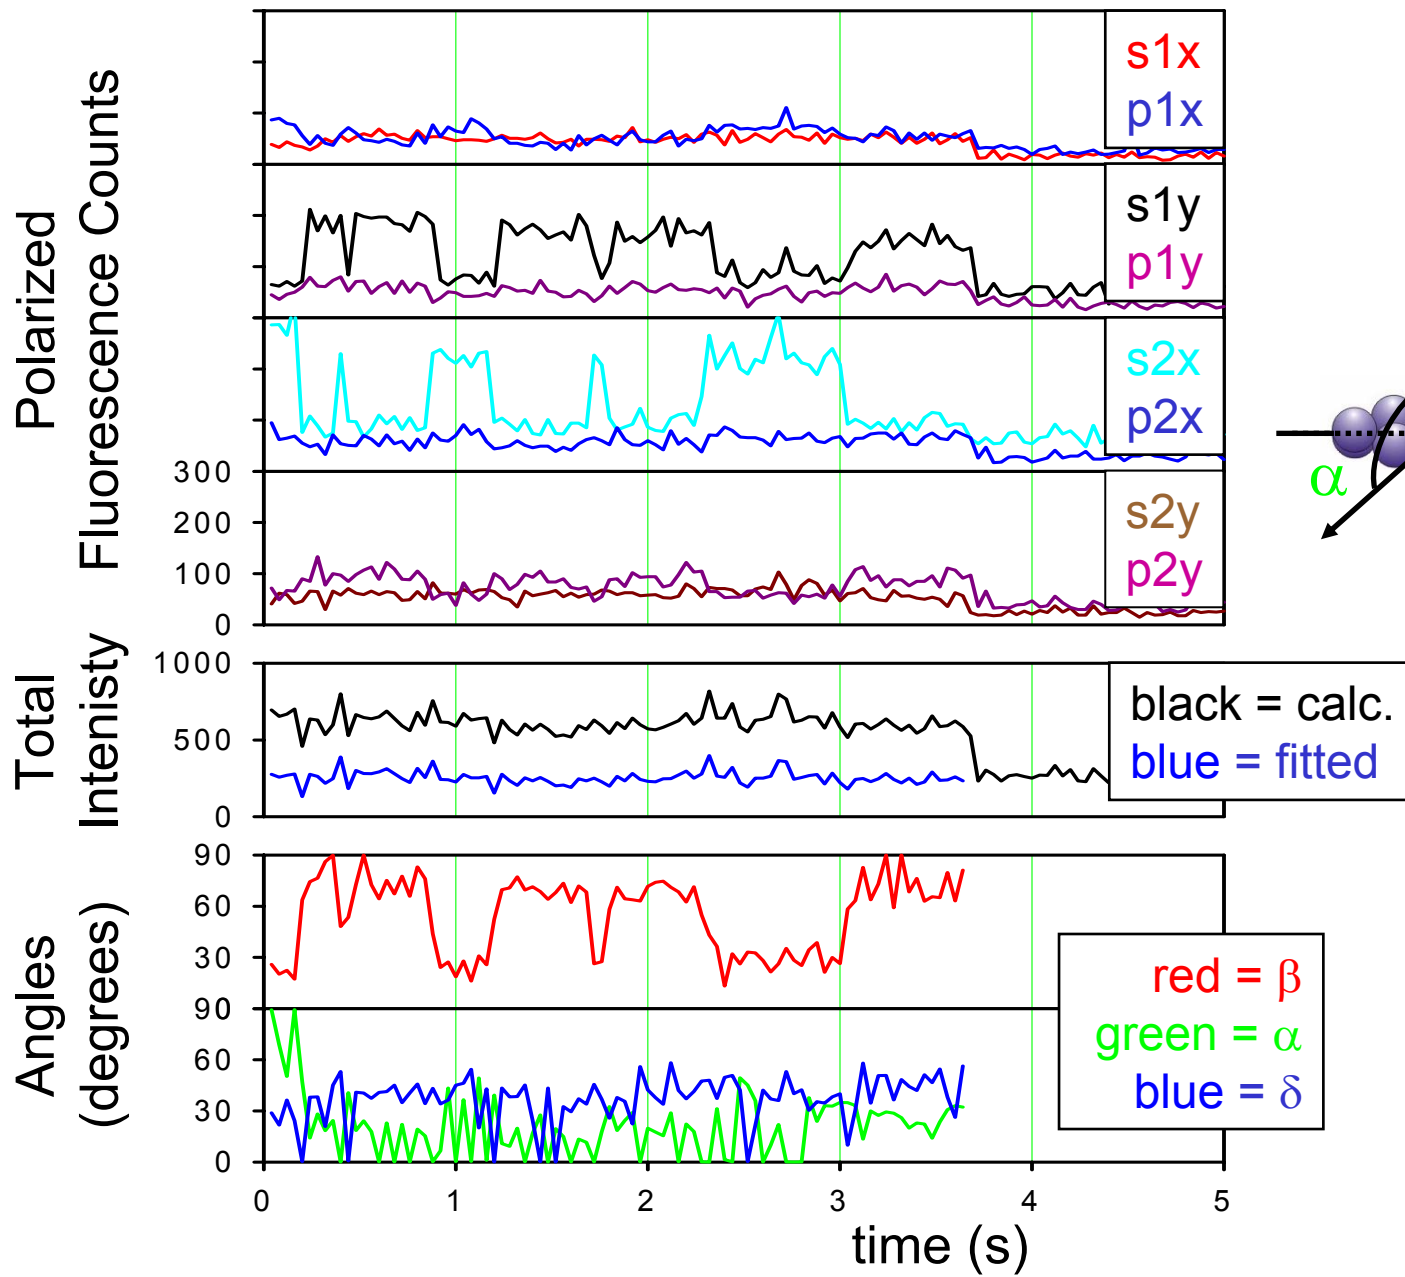 Polarized
Fluorescence Counts
s1x
p1x
s1y
p1y
s2x
p2x
300
200
100
0
s2y
p2y
α
Total
Intenisty
1000
500
0
black = calc.
blue = fitted
Angles
(degrees)
90
60
30
90
60
30
0
red = β
green = α
blue = δ
0 1 2 3 4 5
time (s)